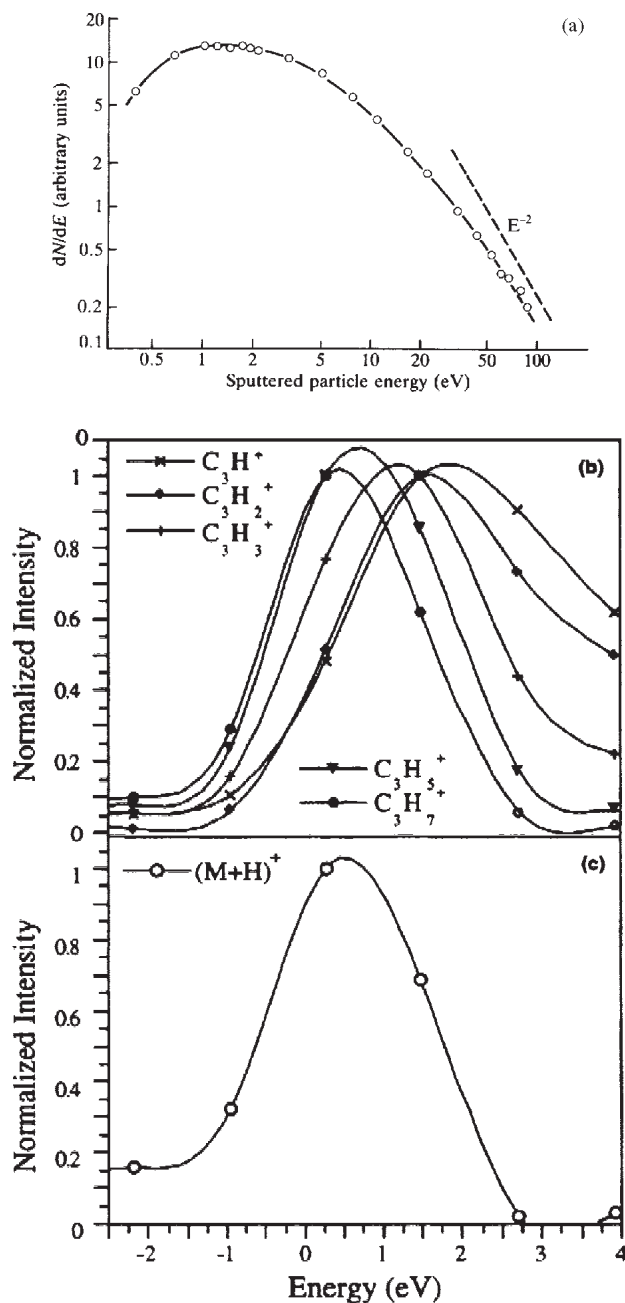 (a)
20
10
5
2
1
0.5
0.2
0.1
dN/dE (arbitrary units)
E⁻²
0.5 1 2 5 10 20 50 100
Sputtered particle energy (eV)
(b)
0
1
0.8
0.6
0.4
0.2
0
Normalized Intensity
C₃H⁺
C₃H₂⁺
C₃H₃⁺
C₃H₅⁺
C₃H₇⁺
(c)
(M+H)⁺
1
0.8
0.6
0.4
0.2
0
Normalized Intensity
-2 -1 0 1 2 3 4
Energy (eV)